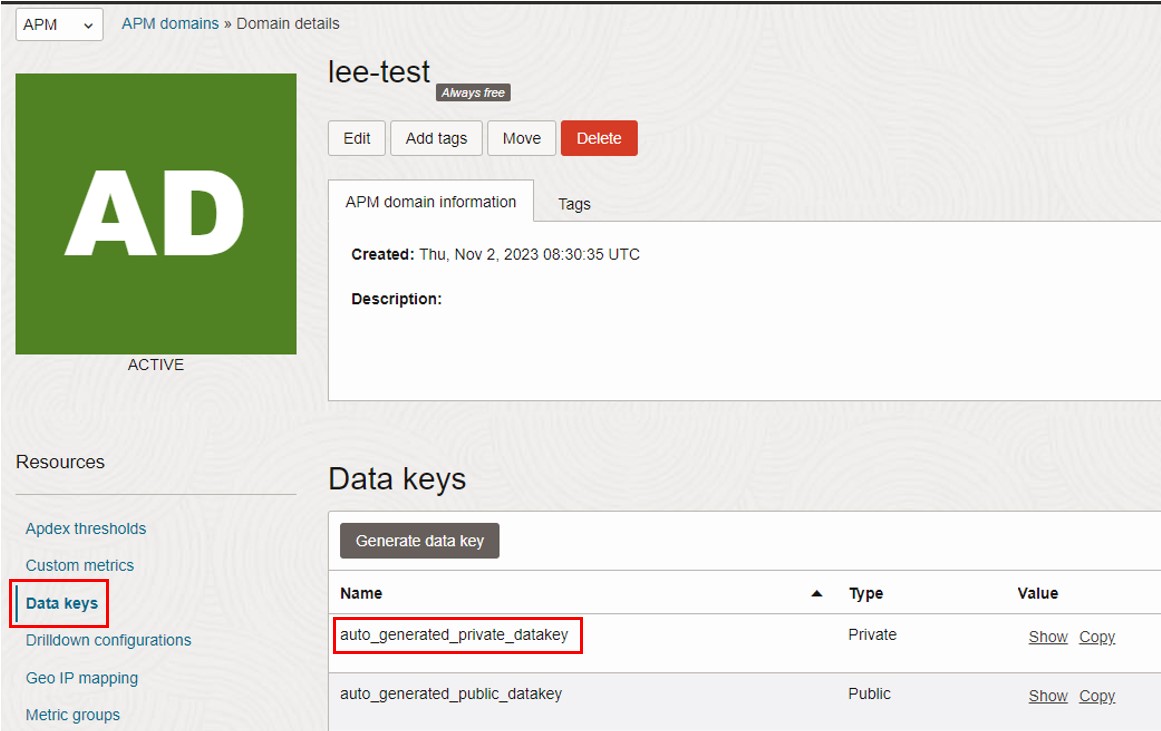 APM
APM domains » Domain details
AD
ACTIVE
lee-test
Always free
Edit Add tags Move Delete
APM domain information Tags
Created: Thu, Nov 2, 2023 08:30:35 UTC
Description:
Resources
Apdex thresholds
Custom metrics
Data keys
Drilldown configurations
Geo IP mapping
Metric groups
Data keys
Generate data key
Name Type Value
auto_generated_private_datakey Private Show Copy
auto_generated_public_datakey Public Show Copy